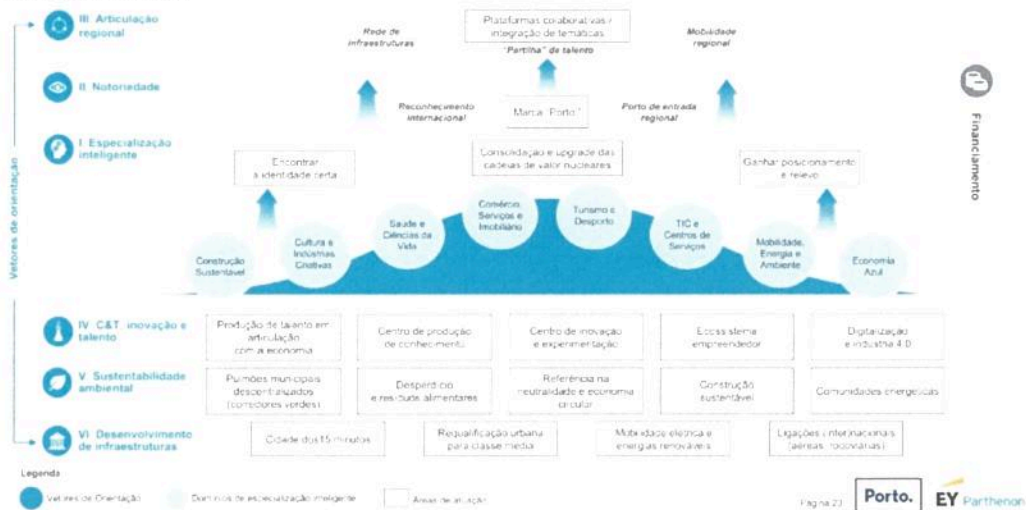 III Articulação
regional
Rede de
infraestruturas
Plataformas colaborativas /
integração de temáticas
"Partilha" de talento
Mobilidade
regional
II Notoriedade
Reconhecimento
internacional
Marca "Porto."
Porto de entrada
regional
Financiamento
I Especialização
inteligente
Encontrar
a identidade certa
Consolidação e upgrade das
cadeias de valor nucleares
Ganhar posicionamento
e relevo
Vetores de orientação
Construção
Sustentável
Cultura e
Indústrias
Criativas
Saúde e
Ciências da
Vida
Comércio,
Serviços e
Imobiliário
Turismo e
Desporto
TIC e
Centros de
Serviços
Mobilidade,
Energia e
Ambiente
Economia
Azul
IV C&T, inovação e
talento
Produção de talento em
articulação
com a economia
Centro de produção
de conhecimento
Centro de inovação
e experimentação
Ecossistema
empreendedor
Digitalização
e indústria 4.0
V Sustentabilidade
ambiental
Pulmões municipais
descentralizados
(corredores verdes)
Desperdício
e resíduos alimentares
Referência na
neutralidade e economia
circular
Construção
sustentável
Comunidades energéticas
VI Desenvolvimento
de infraestruturas
Cidade dos 15 minutos
Requalificação urbana
para classe média
Mobilidade elétrica e
energias renováveis
Ligações (inter)nacionais
(aéreas, rodoviárias)
Legenda
Vetores de Orientação
Domínios de especialização inteligente
Áreas de atuação
Página 23
Porto.
EY Parthenon